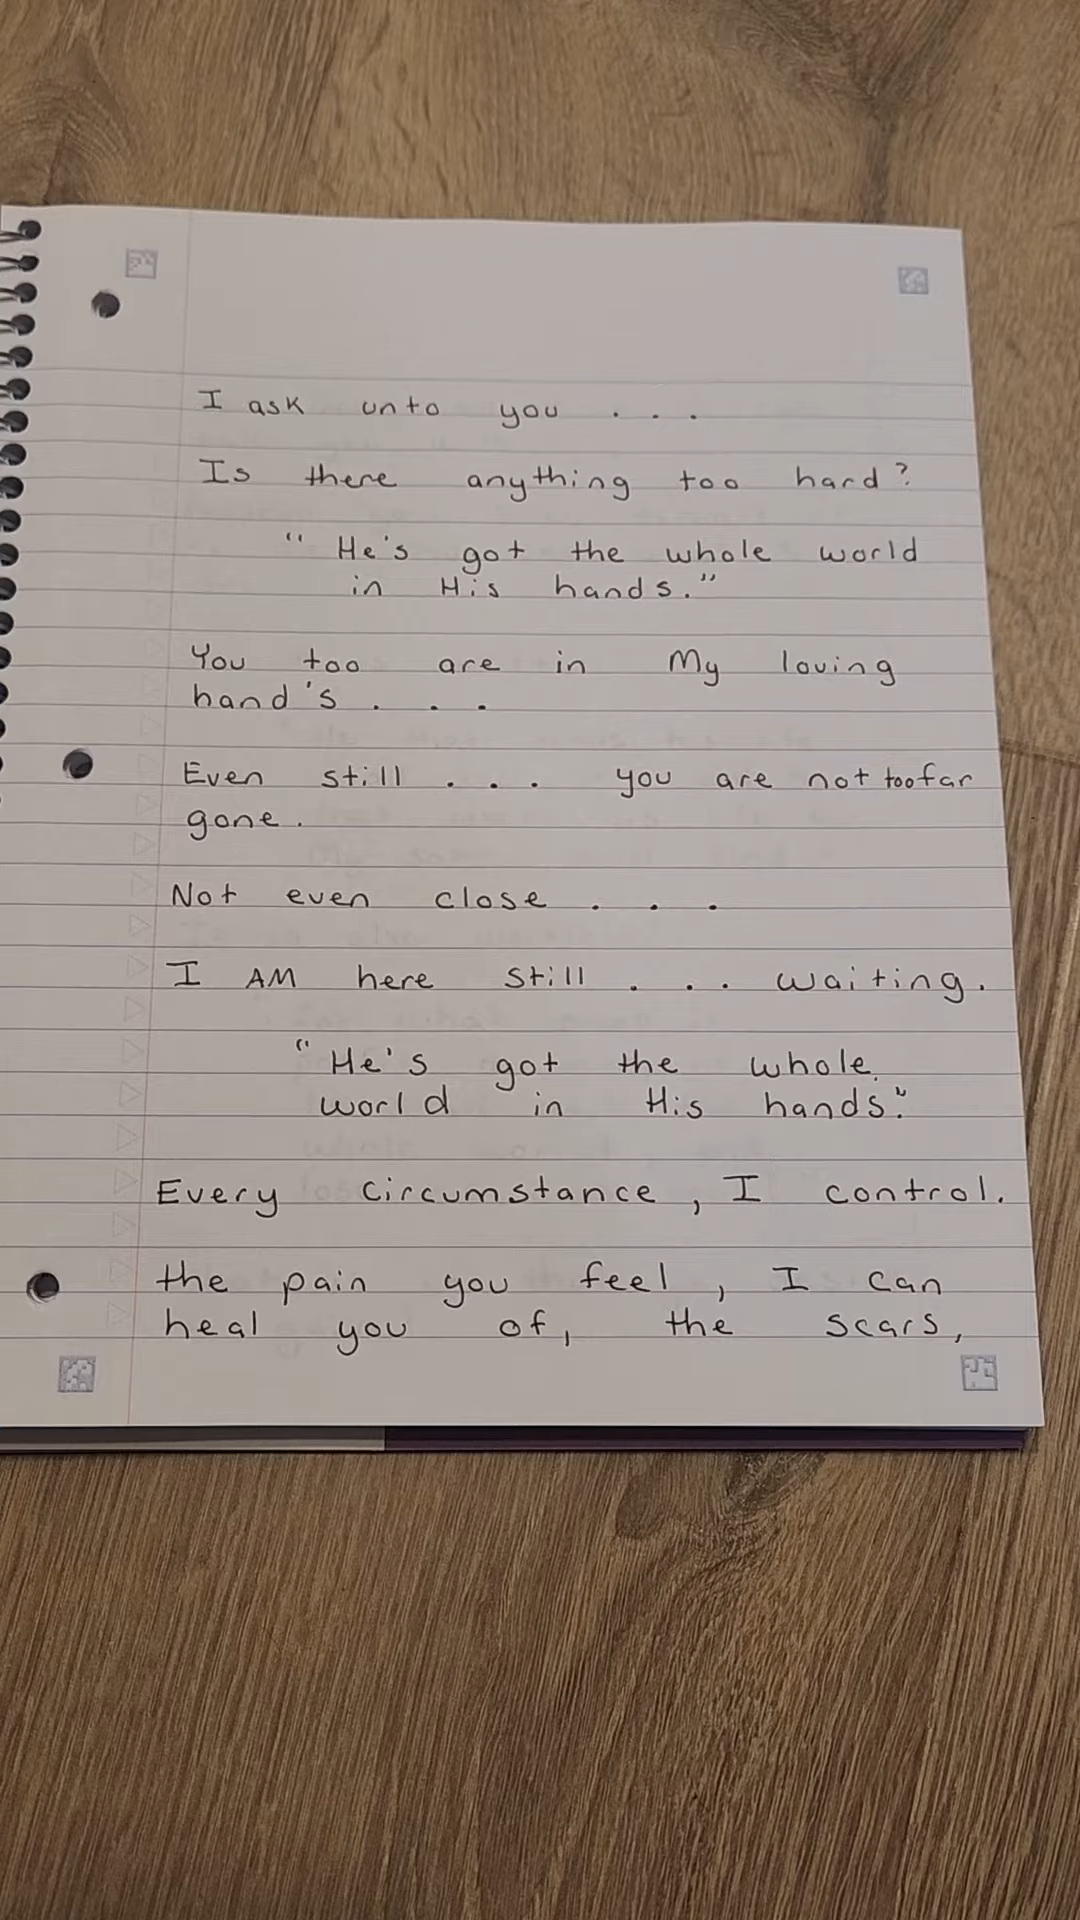 I ask unto you . . .
Is there anything too hard?
" He's got the whole world
in His hands."
You too are in My loving
hand's . . .
Even still . . . you are not too far
gone.
Not even close . . .
I AM here still . . . waiting.
"He's got the whole
world in His hands."
Every circumstance, I control.
the pain you feel, I can
heal you of, the scars,